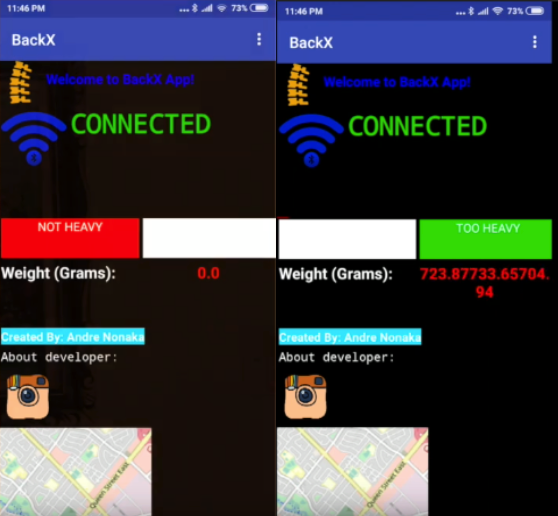 11:46 PM
73%
BackX
Welcome to BackX App!
CONNECTED
NOT HEAVY
Weight (Grams):
0.0
Created By: Andre Nonaka
About developer:
Queen Street East
11:46 PM
73%
BackX
Welcome to BackX App!
CONNECTED
TOO HEAVY
Weight (Grams):
723.87733.65704.
94
Created By: Andre Nonaka
About developer:
Queen Street East